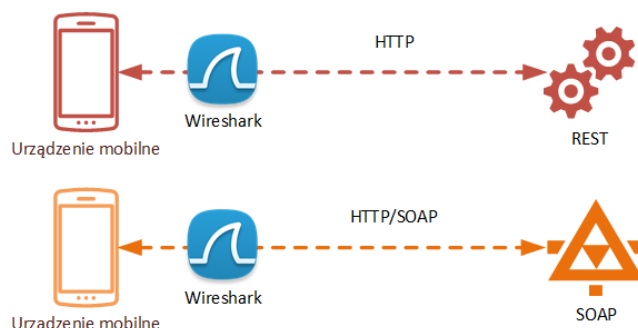 HTTP
Wireshark
Urządzenie mobilne
REST
HTTP/SOAP
Wireshark
Urządzenie mobilne
SOAP